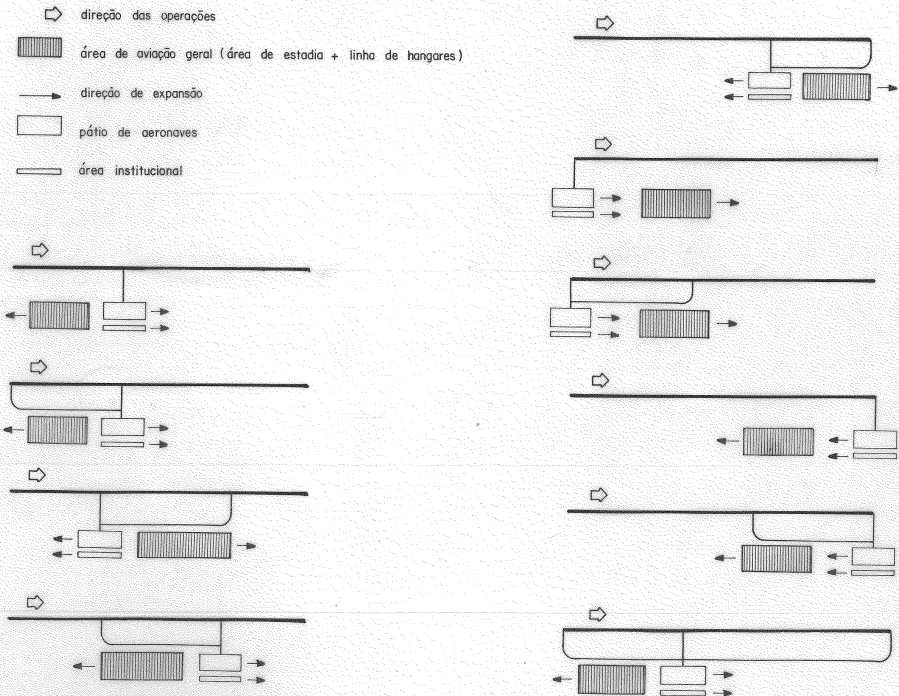 direção das operações
área de aviação geral (área de estadia + linha de hangares)
direção de expansão
pátio de aeronaves
área institucional